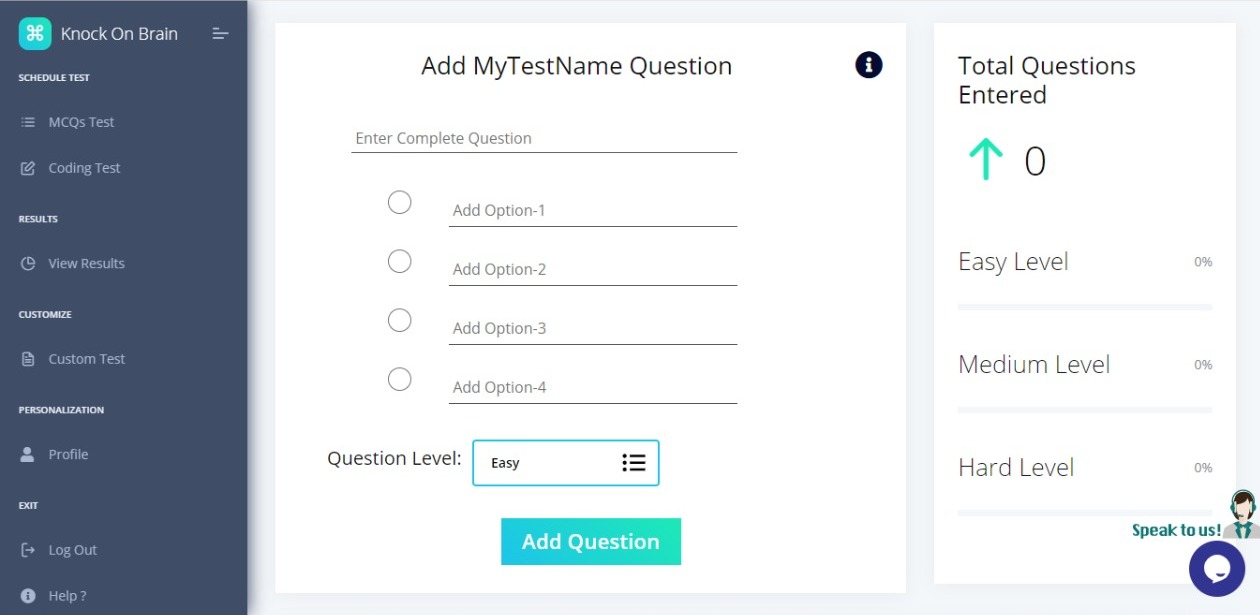 Knock On Brain
SCHEDULE TEST
MCQs Test
Coding Test
RESULTS
View Results
CUSTOMIZE
Custom Test
PERSONALIZATION
Profile
EXIT
Log Out
Help ?
Add MyTestName Question
Enter Complete Question
Add Option-1
Add Option-2
Add Option-3
Add Option-4
Question Level: Easy
Add Question
Total Questions
Entered
0
Easy Level 0%
Medium Level 0%
Hard Level 0%
Speak to us!